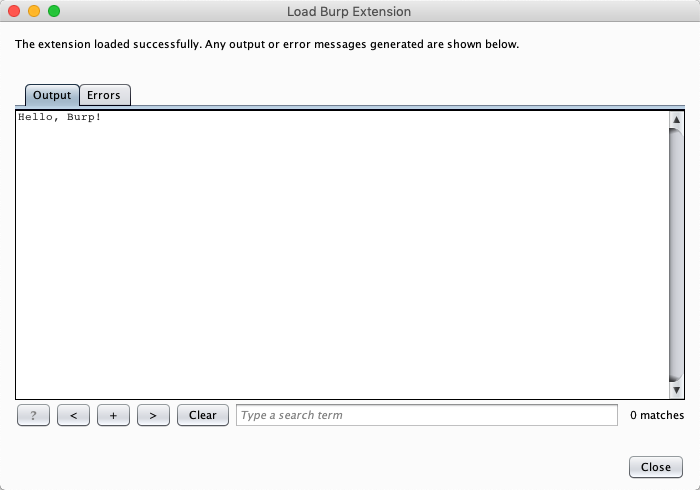 Load Burp Extension
The extension loaded successfully. Any output or error messages generated are shown below.
Output Errors
Hello, Burp!
? < + > Clear Type a search term 0 matches
Close